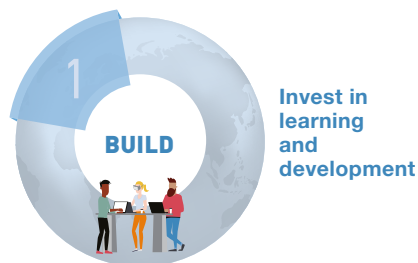 1
BUILD
Invest in
learning
and
development